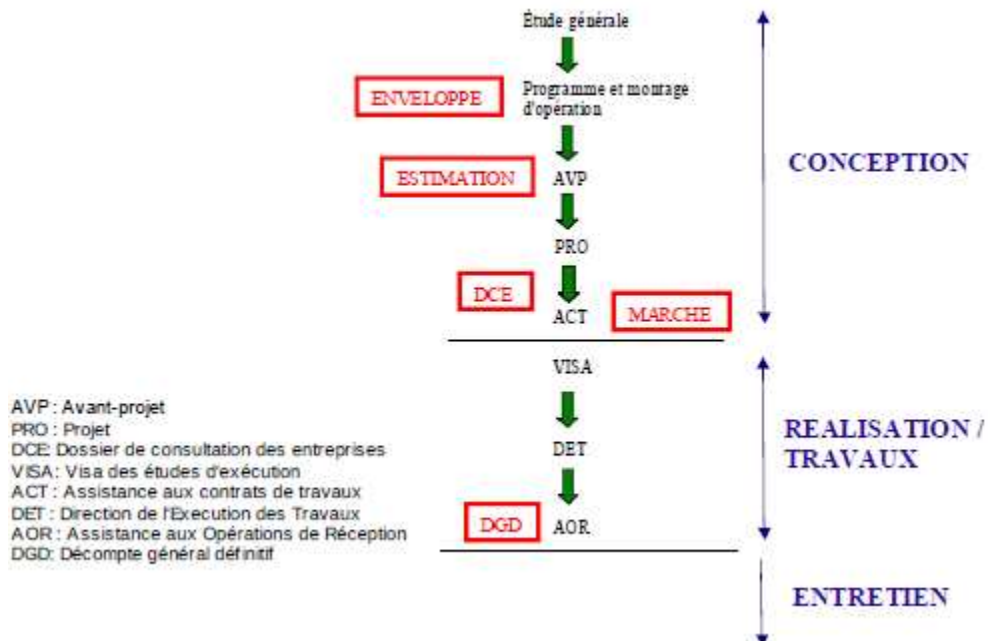 Étude générale
ENVELOPPE
Programme et montage
d'opération
CONCEPTION
ESTIMATION
AVP
PRO
DCE
ACT
MARCHE
VISA
AVP : Avant-projet
PRO : Projet
DCE: Dossier de consultation des entreprises
VISA: Visa des études d'exécution
ACT : Assistance aux contrats de travaux
DET : Direction de l'Execution des Travaux
AOR : Assistance aux Opérations de Réception
DGD: Décompte général définitif
DET
REALISATION /
TRAVAUX
DGD
AOR
ENTRETIEN